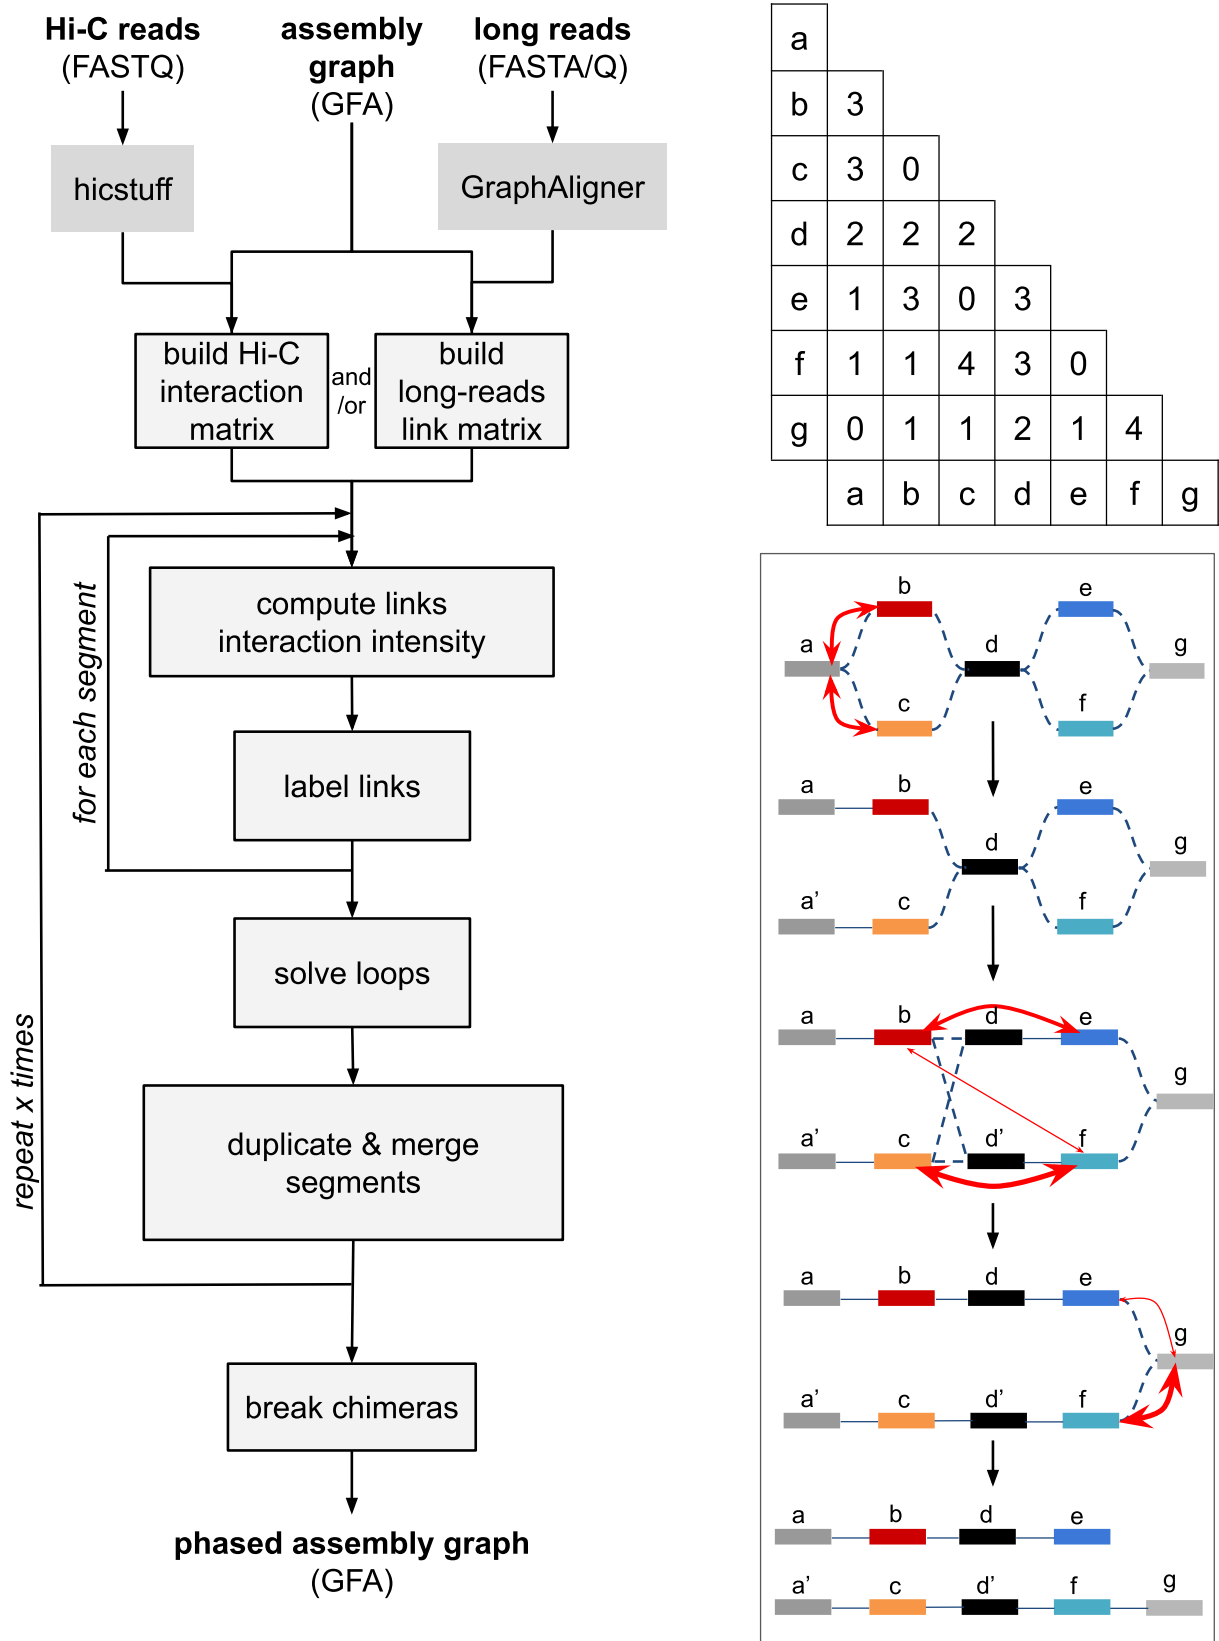 Hi-C reads
(FASTQ)
assembly
graph
(GFA)
long reads
(FASTA/Q)
hicstuff
GraphAligner
build Hi-C
interaction
matrix
and
/or
build
long-reads
link matrix
compute links
interaction intensity
label links
for each segment
solve loops
duplicate & merge
segments
repeat x times
break chimeras
phased assembly graph
(GFA)
a
b 3
c 3 0
d 2 2 2
e 1 3 0 3
f 1 1 4 3 0
g 0 1 1 2 1 4
a b c d e f g
b e
a d g
c f
a b e
d g
a’ c f
a b d e
g
a’ c d’ f
a b d e
g
a’ c d’ f
a b d e
a’ c d’ f g